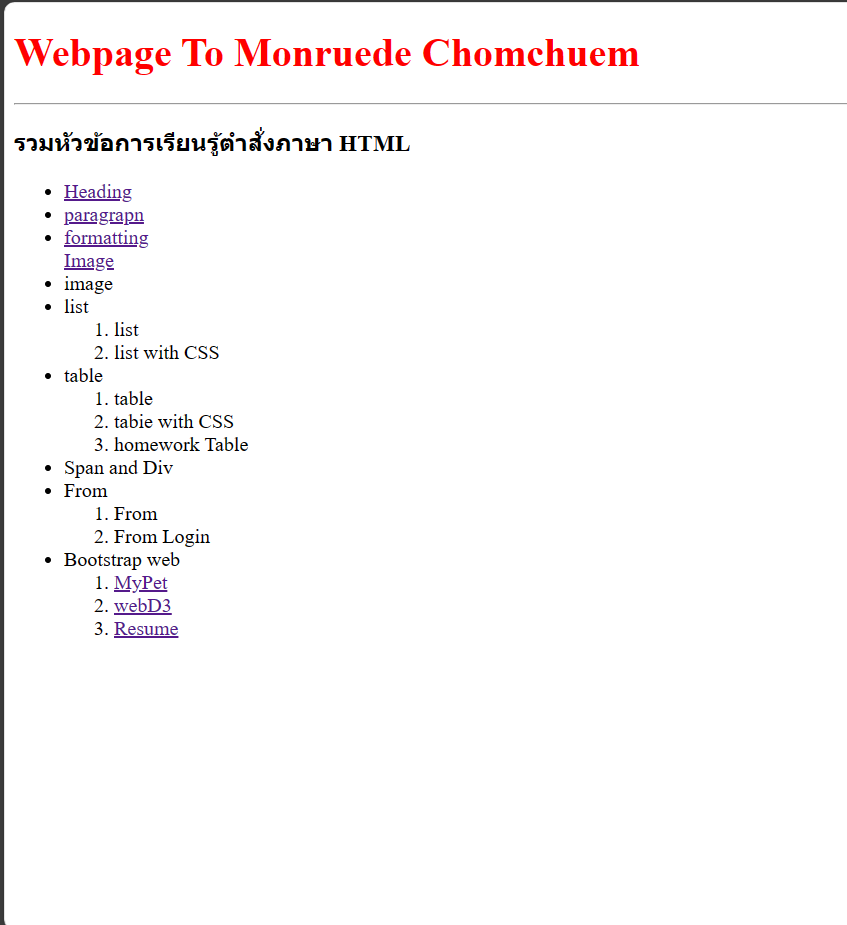 Webpage To Monruede Chomchuem
รวมหัวข้อการเรียนรู้ตำสั่งภาษา HTML
• Heading
• paragrapn
• formatting
Image
• image
• list
1. list
2. list with CSS
• table
1. table
2. tabie with CSS
3. homework Table
• Span and Div
• From
1. From
2. From Login
• Bootstrap web
1. MyPet
2. webD3
3. Resume